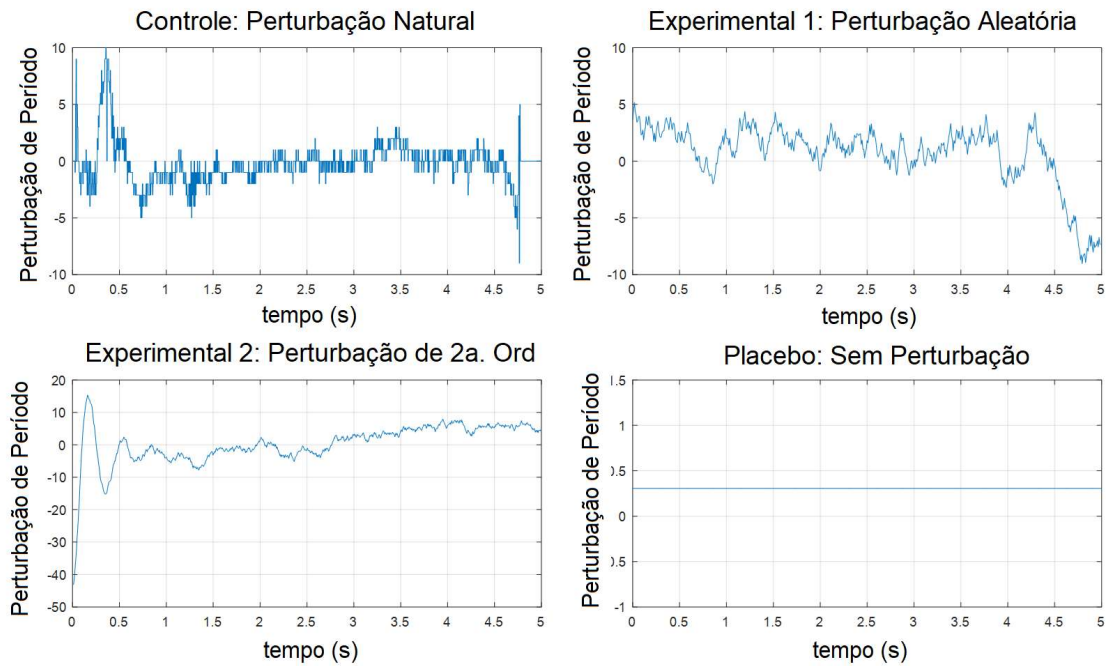 Controle: Perturbação Natural
Perturbação de Período
10
5
0
-5
-10
0 0.5 1 1.5 2 2.5 3 3.5 4 4.5 5
tempo (s)
Experimental 1: Perturbação Aleatória
Perturbação de Período
10
5
0
-5
-10
0 0.5 1 1.5 2 2.5 3 3.5 4 4.5 5
tempo (s)
Experimental 2: Perturbação de 2a. Ord
Perturbação de Período
20
10
0
-10
-20
-30
-40
-50
0 0.5 1 1.5 2 2.5 3 3.5 4 4.5 5
tempo (s)
Placebo: Sem Perturbação
Perturbação de Período
1.5
1
0.5
0
0.5
-1
0 0.5 1 1.5 2 2.5 3 3.5 4 4.5 5
tempo (s)